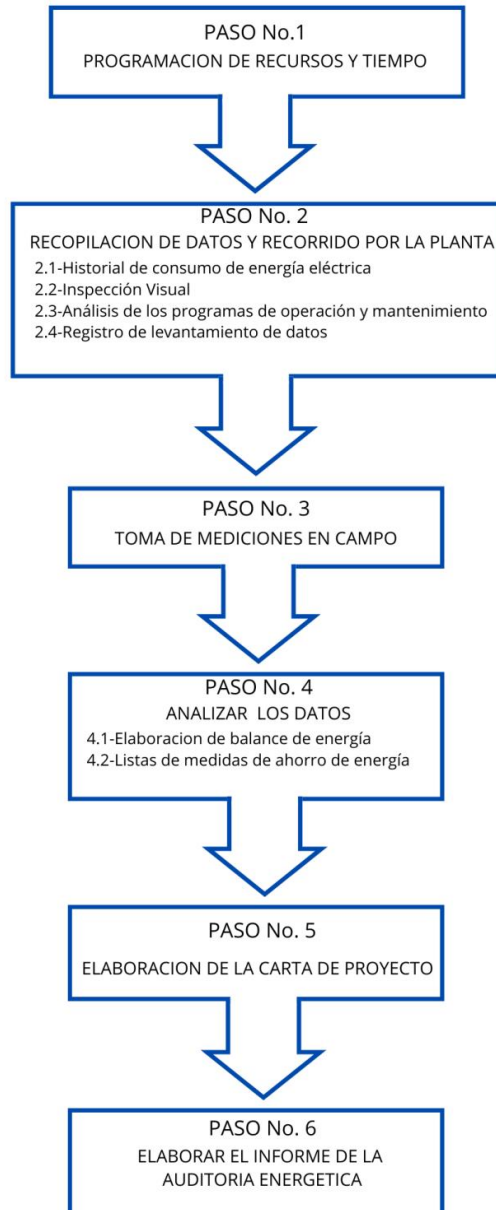 PASO No.1
PROGRAMACION DE RECURSOS Y TIEMPO
PASO No. 2
RECOPILACION DE DATOS Y RECORRIDO POR LA PLANTA
2.1-Historial de consumo de energía eléctrica
2.2-Inspección Visual
2.3-Análisis de los programas de operación y mantenimiento
2.4-Registro de levantamiento de datos
PASO No. 3
TOMA DE MEDICIONES EN CAMPO
PASO No. 4
ANALIZAR LOS DATOS
4.1-Elaboracion de balance de energía
4.2-Listas de medidas de ahorro de energía
PASO No. 5
ELABORACION DE LA CARTA DE PROYECTO
PASO No. 6
ELABORAR EL INFORME DE LA
AUDITORIA ENERGETICA